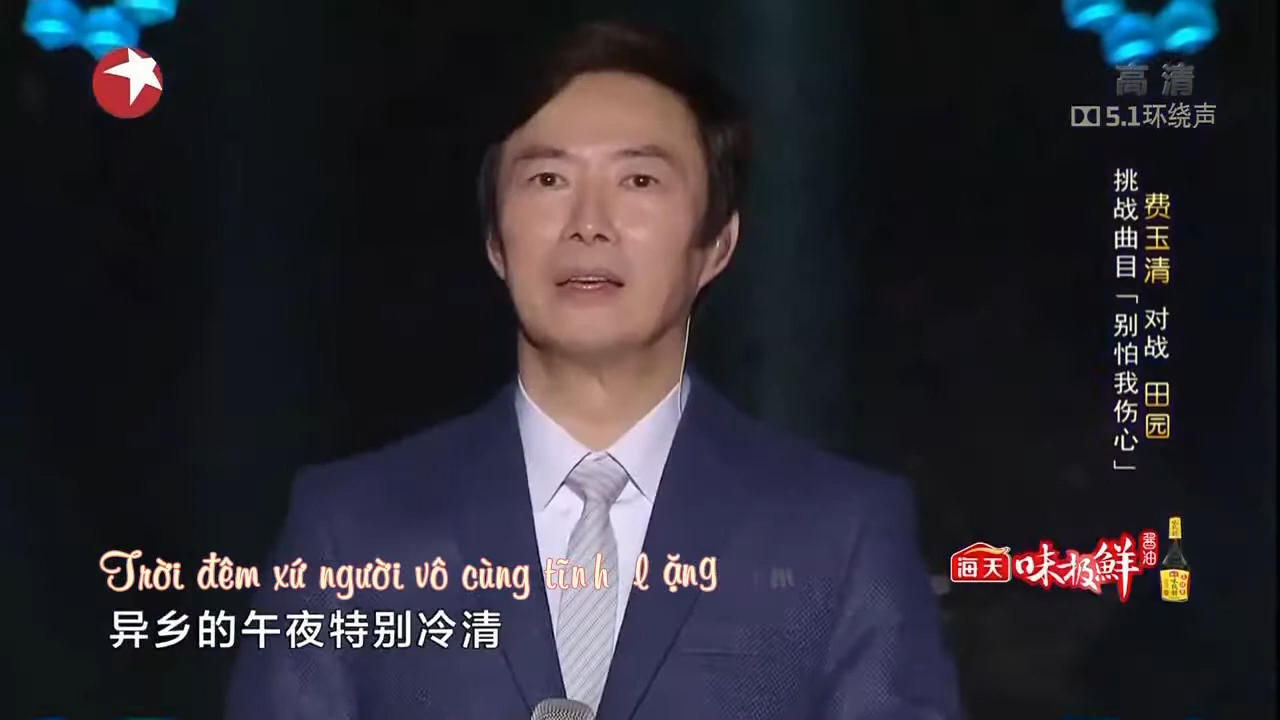 高清
5.1环绕声
费玉清 对战 田园
挑战曲目「别怕我伤心」
海天 味极鲜 酱油
Trời đêm xứ người vô cùng tĩnh lặng
异乡的午夜特别冷清